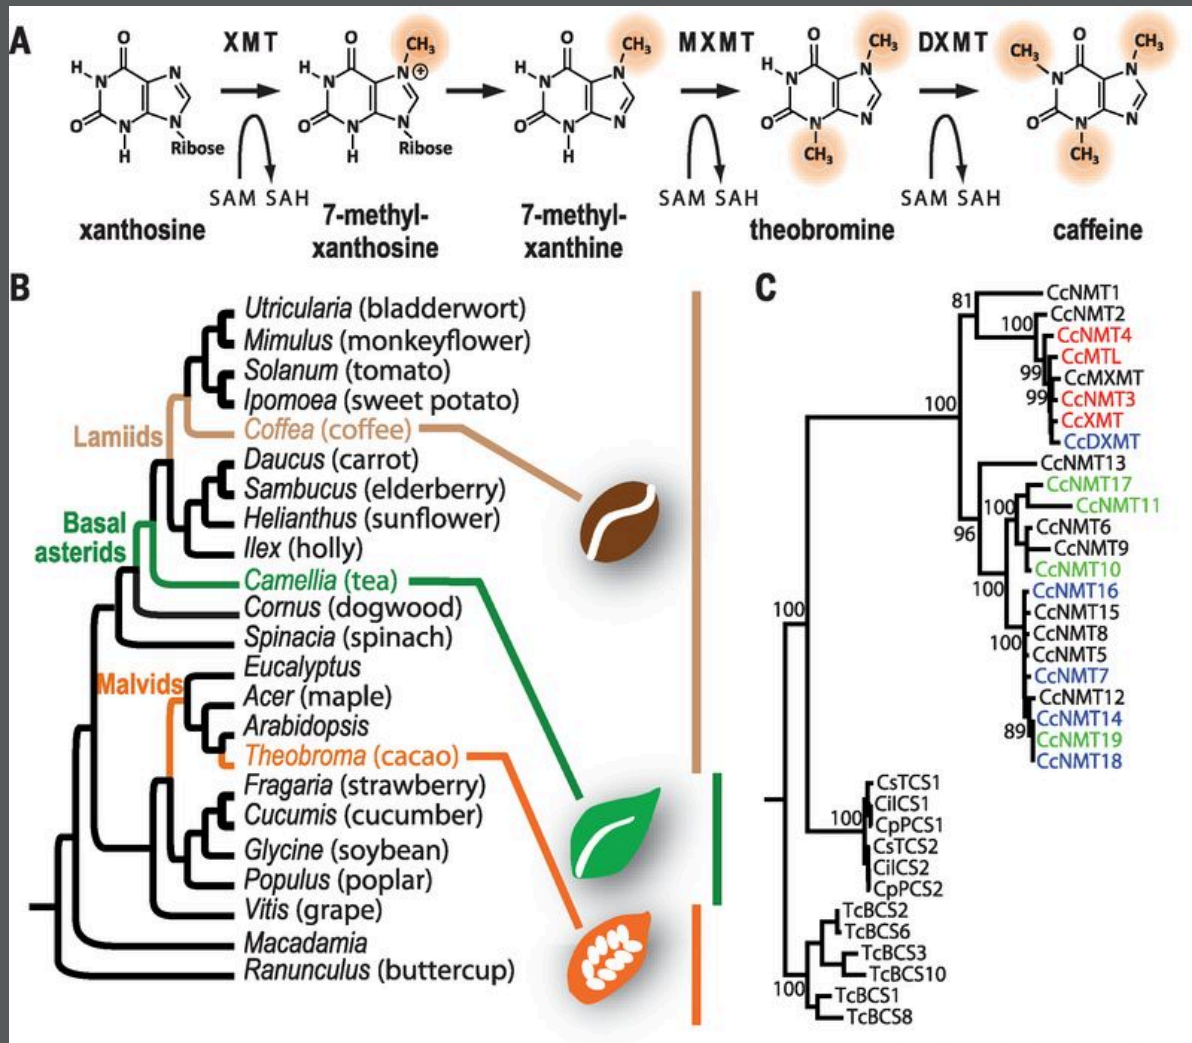 A
XMT
MXMT
DXMT
O
H
N
N
O
N
H
N
Ribose
O
CH3
H
N
N
⊕
O
N
H
N
Ribose
O
CH3
H
N
N
O
N
H
N
O
CH3
H
N
N
O
N
CH3
N
O
CH3
CH3
N
N
O
N
CH3
N
SAM SAH
SAM SAH
SAM SAH
xanthosine
7-methyl-
xanthosine
7-methyl-
xanthine
theobromine
caffeine
B
Utricularia (bladderwort)
Mimulus (monkeyflower)
Solanum (tomato)
Ipomoea (sweet potato)
Coffea (coffee)
Lamiids
Daucus (carrot)
Sambucus (elderberry)
Helianthus (sunflower)
Ilex (holly)
Basal
asterids
Camellia (tea)
Cornus (dogwood)
Spinacia (spinach)
Eucalyptus
Malvids
Acer (maple)
Arabidopsis
Theobroma (cacao)
Fragaria (strawberry)
Cucumis (cucumber)
Glycine (soybean)
Populus (poplar)
Vitis (grape)
Macadamia
Ranunculus (buttercup)
C
81
CcNMT1
100
CcNMT2
CcNMT4
CcMTL
99
CcMXMT
99
CcNMT3
100
CcXMT
CcDXMT
CcNMT13
CcNMT17
100
CcNMT11
96
CcNMT6
CcNMT9
CcNMT10
100
CcNMT16
100
CcNMT15
CcNMT8
100
CcNMT5
CcNMT7
CcNMT12
CcNMT14
89
CcNMT19
CcNMT18
CsTCS1
CiICS1
100
CpPCS1
CsTCS2
CiICS2
CpPCS2
TcBCS2
TcBCS6
TcBCS3
TcBCS10
100
TcBCS1
TcBCS8